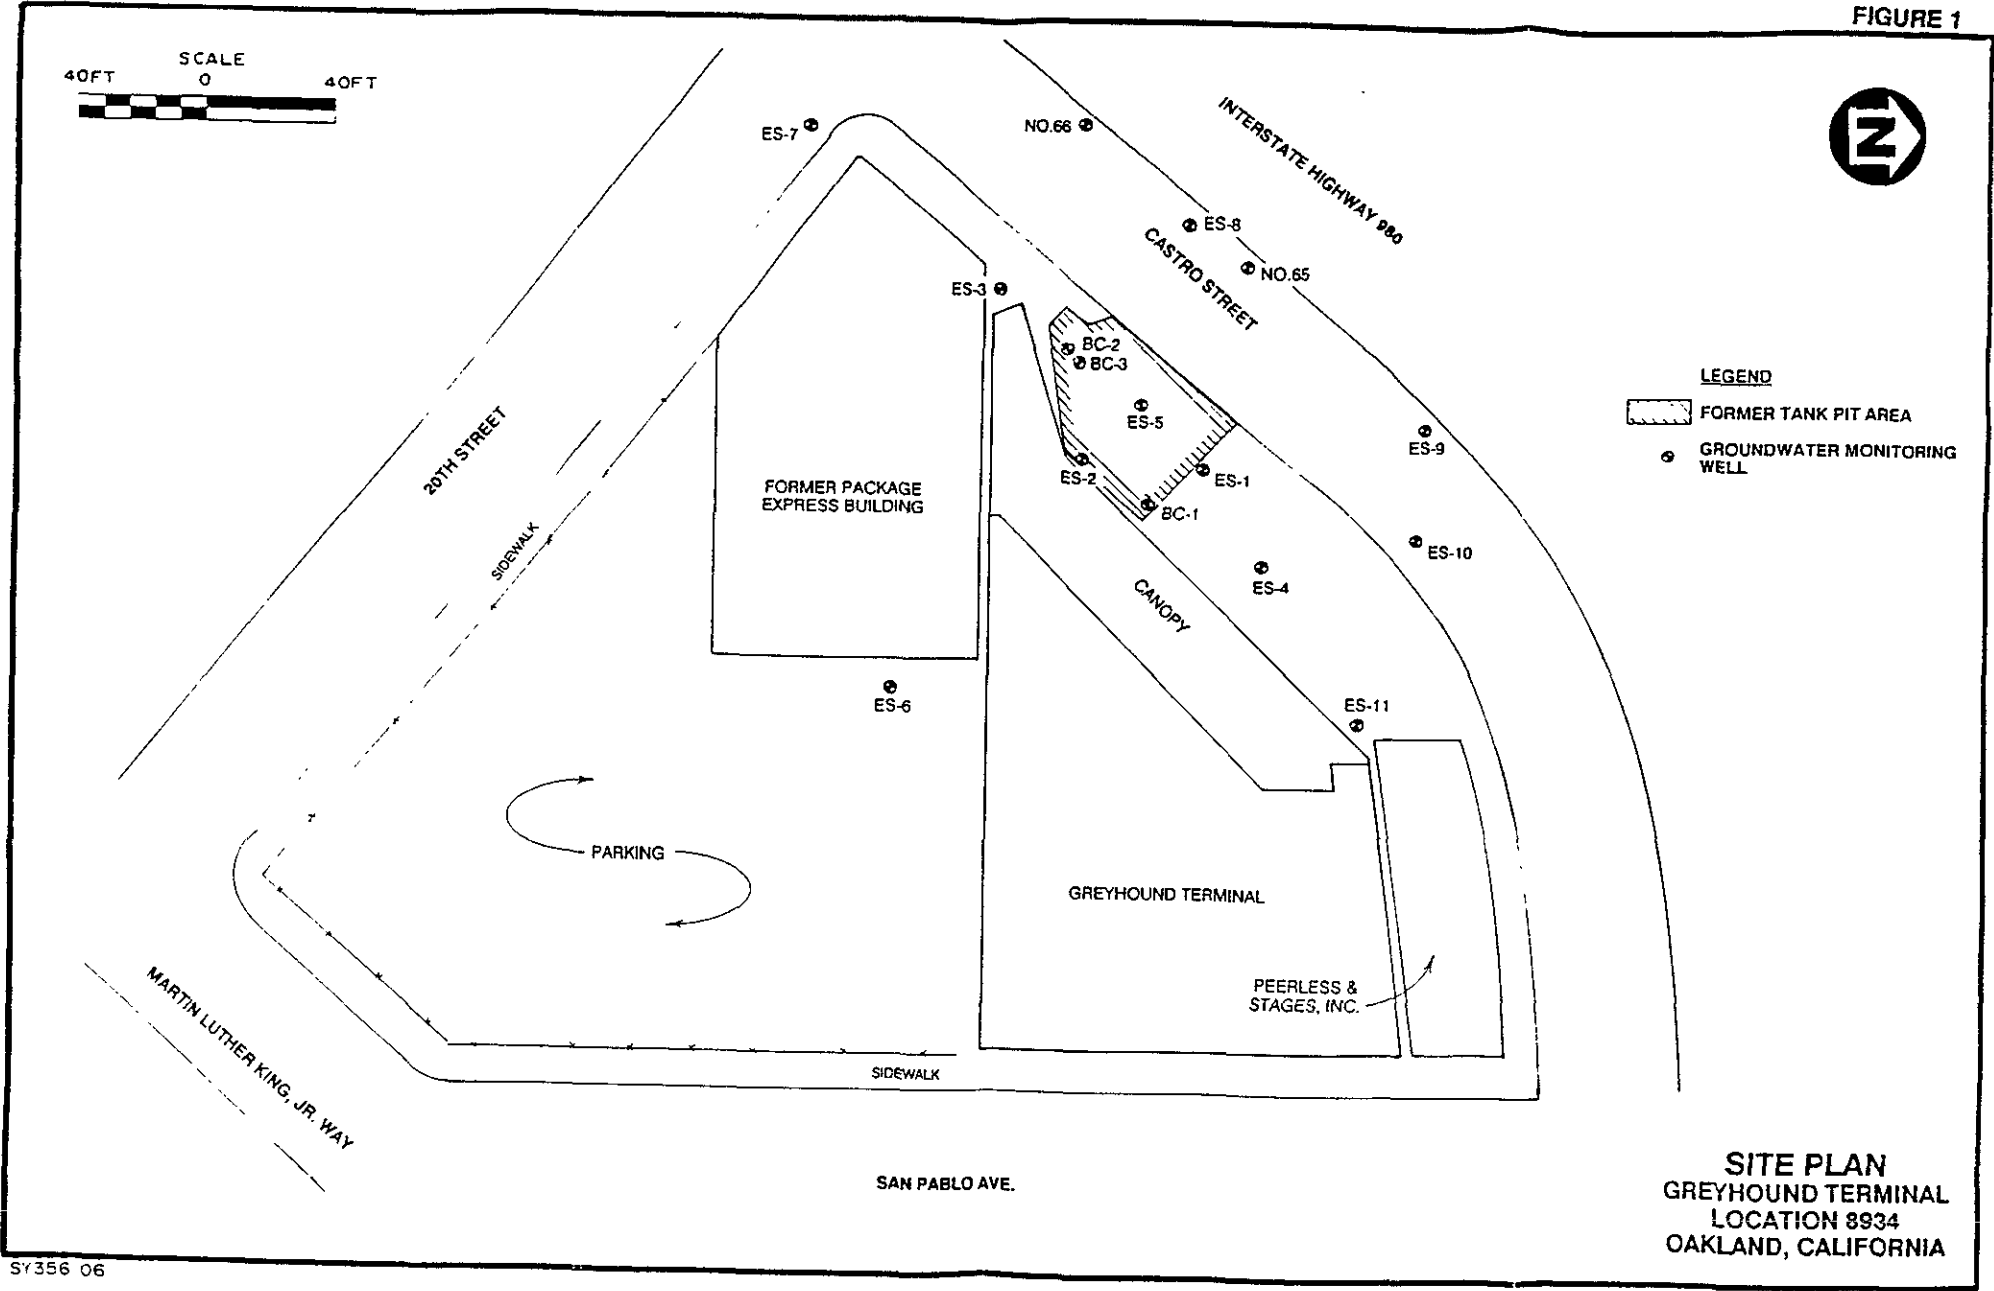 FIGURE 1
SCALE
40FT 0 40FT
N
ES-7
NO.66
INTERSTATE HIGHWAY 980
ES-8
CASTRO STREET
NO.65
ES-3
BC-2
BC-3
ES-5
ES-2
ES-1
BC-1
ES-9
ES-10
ES-4
LEGEND
FORMER TANK PIT AREA
GROUNDWATER MONITORING
WELL
20TH STREET
SIDEWALK
FORMER PACKAGE
EXPRESS BUILDING
CANOPY
ES-6
ES-11
PARKING
GREYHOUND TERMINAL
PEERLESS &
STAGES, INC.
MARTIN LUTHER KING, JR. WAY
SIDEWALK
SAN PABLO AVE.
SITE PLAN
GREYHOUND TERMINAL
LOCATION 8934
OAKLAND, CALIFORNIA
SY356 06